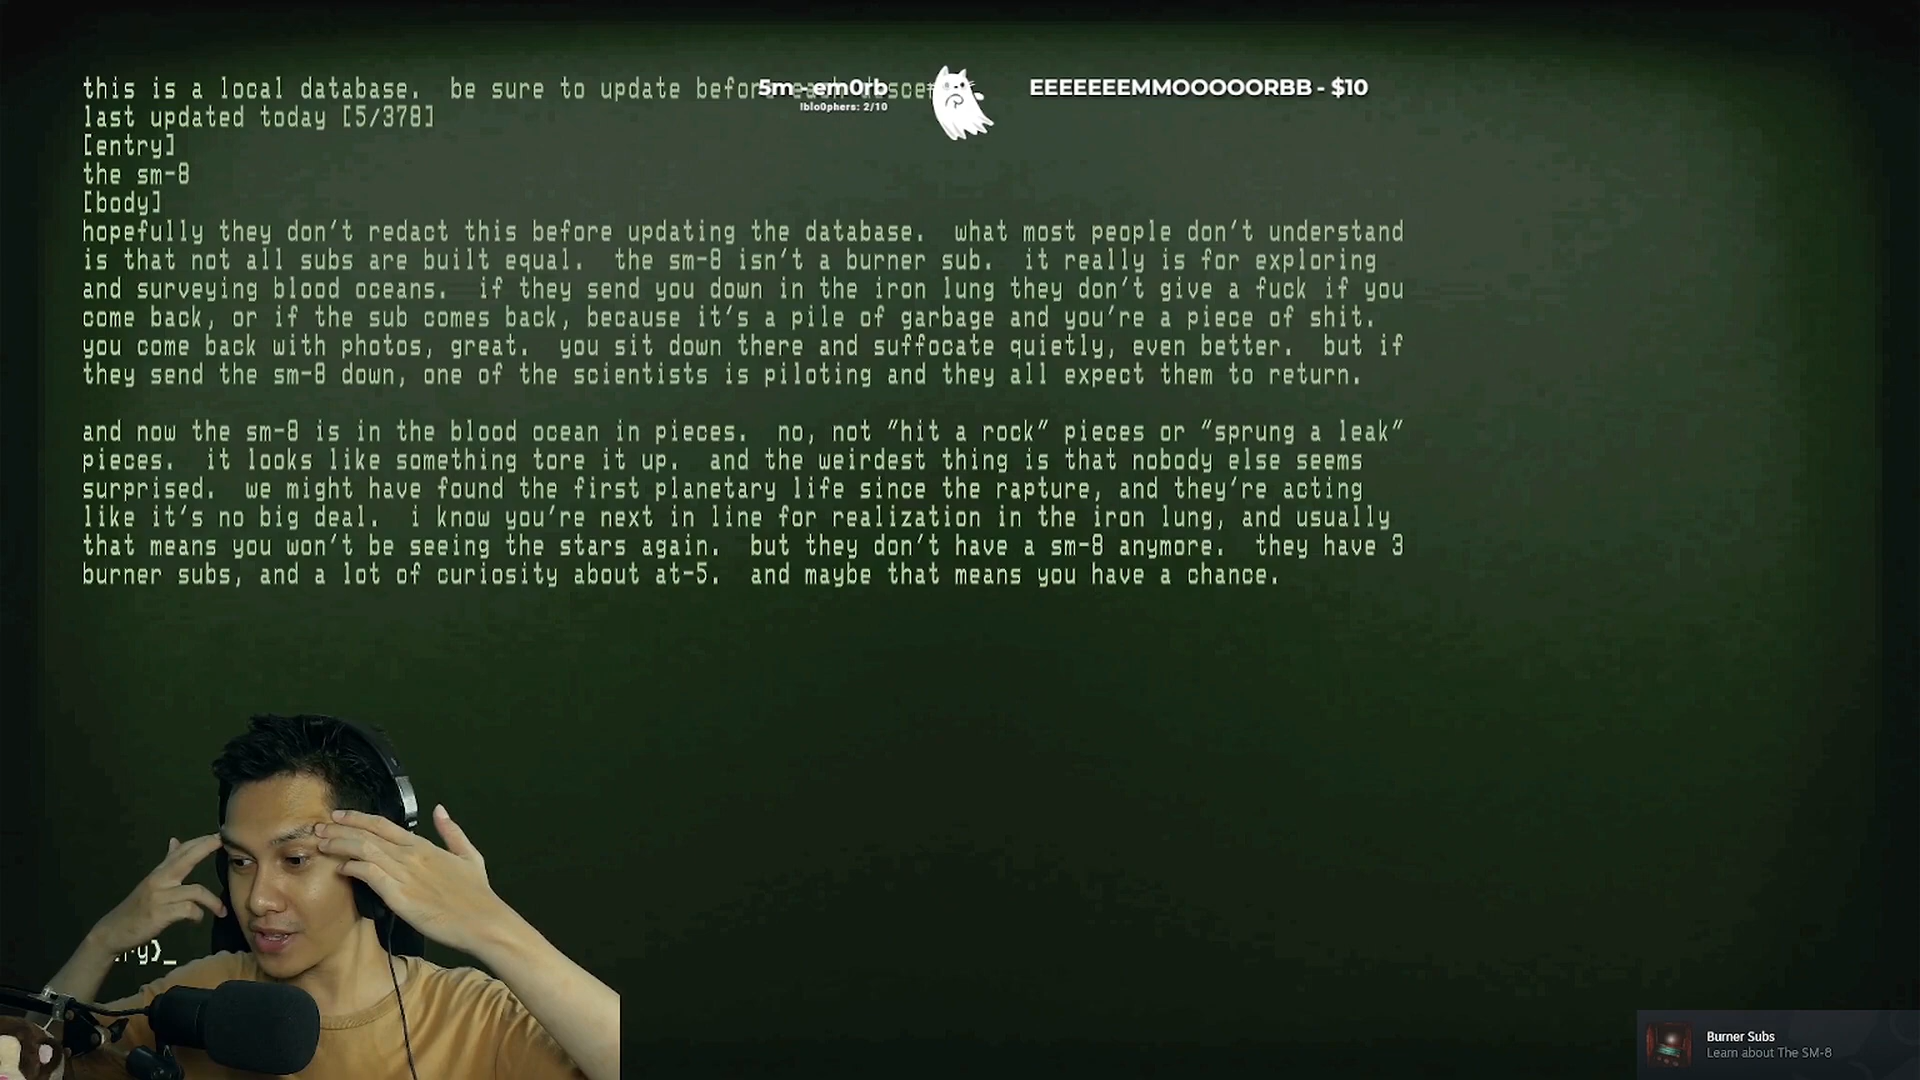 this is a local database.  be sure to update before each desce
5m - em0rb
!blo0phers: 2/10
EEEEEEEMMOOOOORBB - $10
last updated today [5/378]
[entry]
the sm-8
[body]
hopefully they don't redact this before updating the database.  what most people don't understand
is that not all subs are built equal.  the sm-8 isn't a burner sub.  it really is for exploring
and surveying blood oceans.  if they send you down in the iron lung they don't give a fuck if you
come back, or if the sub comes back, because it's a pile of garbage and you're a piece of shit.
you come back with photos, great.  you sit down there and suffocate quietly, even better.  but if
they send the sm-8 down, one of the scientists is piloting and they all expect them to return.
and now the sm-8 is in the blood ocean in pieces.  no, not "hit a rock" pieces or "sprung a leak"
pieces.  it looks like something tore it up.  and the weirdest thing is that nobody else seems
surprised.  we might have found the first planetary life since the rapture, and they're acting
like it's no big deal.  i know you're next in line for realization in the iron lung, and usually
that means you won't be seeing the stars again.  but they don't have a sm-8 anymore.  they have 3
burner subs, and a lot of curiosity about at-5.  and maybe that means you have a chance.
Burner Subs
Learn about The SM-8